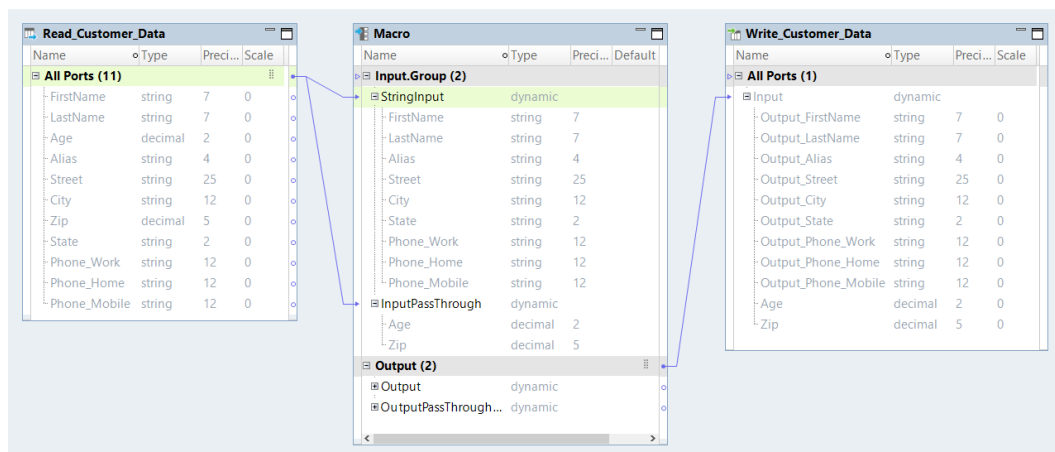 Read_Customer_Data
Name Type Preci... Scale
All Ports (11)
FirstName string 7 0
LastName string 7 0
Age decimal 2 0
Alias string 4 0
Street string 25 0
City string 12 0
Zip decimal 5 0
State string 2 0
Phone_Work string 12 0
Phone_Home string 12 0
Phone_Mobile string 12 0
Macro
Name Type Preci... Default
Input.Group (2)
StringInput dynamic
FirstName string 7
LastName string 7
Alias string 4
Street string 25
City string 12
State string 2
Phone_Work string 12
Phone_Home string 12
Phone_Mobile string 12
InputPassThrough dynamic
Age decimal 2
Zip decimal 5
Output (2)
Output dynamic
OutputPassThrough... dynamic
Write_Customer_Data
Name Type Preci... Scale
All Ports (1)
Input dynamic
Output_FirstName string 7 0
Output_LastName string 7 0
Output_Alias string 4 0
Output_Street string 25 0
Output_City string 12 0
Output_State string 2 0
Output_Phone_Work string 12 0
Output_Phone_Home string 12 0
Output_Phone_Mobile string 12 0
Age decimal 2 0
Zip decimal 5 0